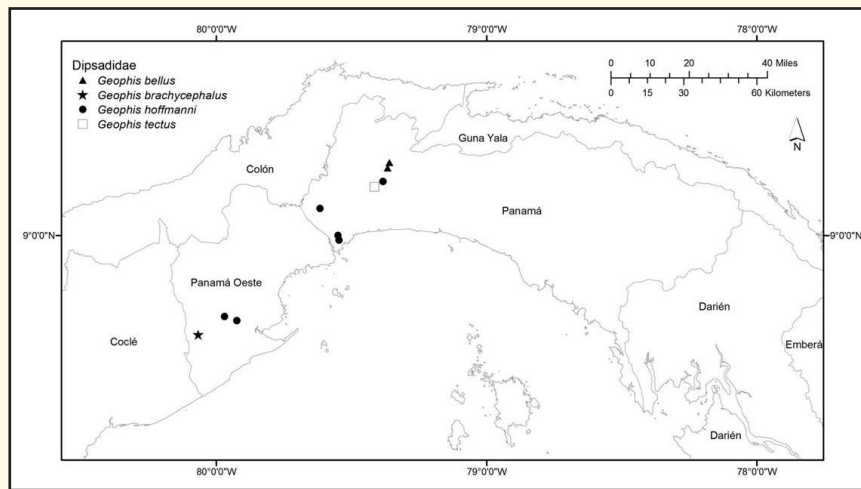 80°0'0"W 79°0'0"W 78°0'0"W
Dipsadidae
Geophis bellus
Geophis brachycephalus
Geophis hoffmanni
Geophis tectus
0 10 20 40 Miles
0 15 30 60 Kilometers
N
Guna Yala
Colón
Panamá
9°0'0"N 9°0'0"N
Panamá Oeste
Darién
Coclé
Emberá
Darién
80°0'0"W 79°0'0"W 78°0'0"W